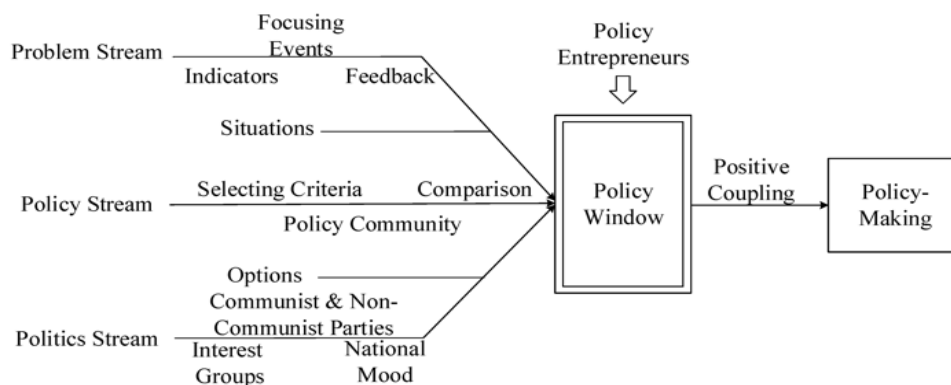 Problem Stream
Focusing
Events
Indicators
Feedback
Situations
Policy Stream
Selecting Criteria
Comparison
Policy Community
Options
Politics Stream
Communist & Non-
Communist Parties
Interest
Groups
National
Mood
Policy
Entrepreneurs
Policy
Window
Positive
Coupling
Policy-
Making